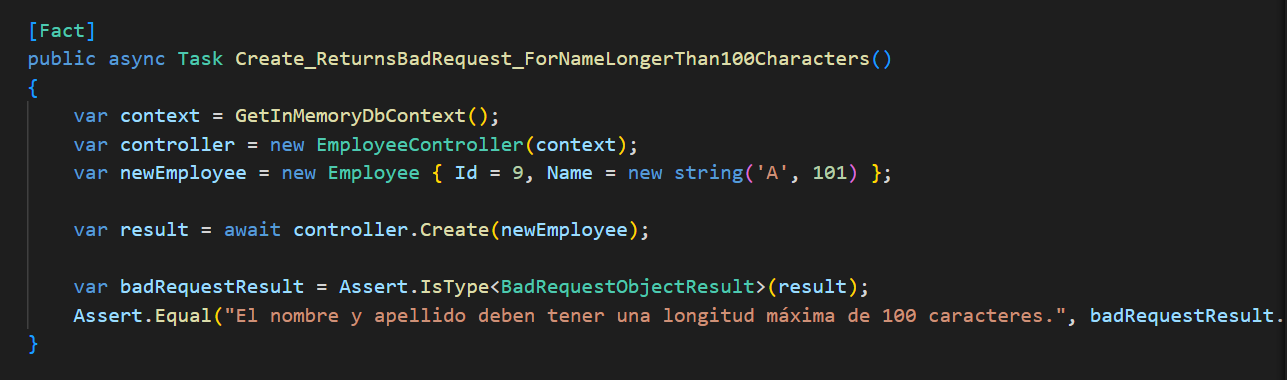 [Fact]
public async Task Create_ReturnsBadRequest_ForNameLongerThan100Characters()
{
    var context = GetInMemoryDbContext();
    var controller = new EmployeeController(context);
    var newEmployee = new Employee { Id = 9, Name = new string('A', 101) };
    var result = await controller.Create(newEmployee);
    var badRequestResult = Assert.IsType<BadRequestObjectResult>(result);
    Assert.Equal("El nombre y apellido deben tener una longitud máxima de 100 caracteres.", badRequestResult.
}